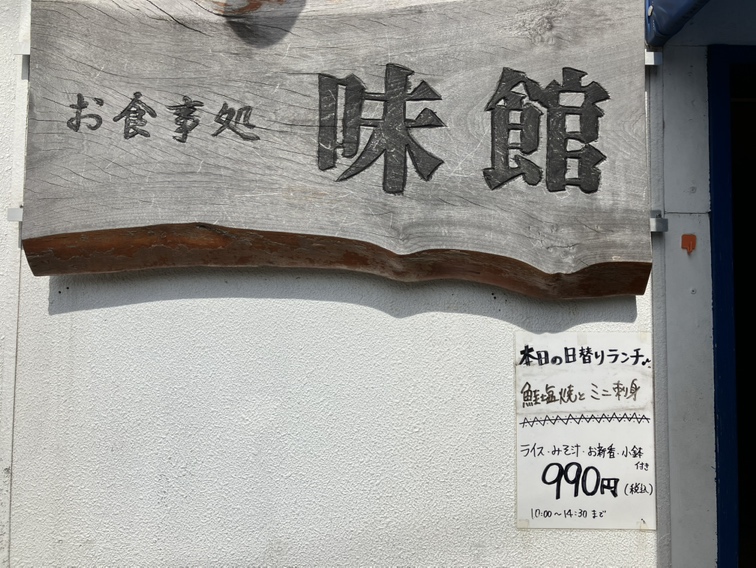 お食事処 味館
本日の日替りランチ♪
鮭塩焼とミニ刺身
ライス・みそ汁・お新香・小鉢
付き
990円(税込)
10:00〜14:30まで